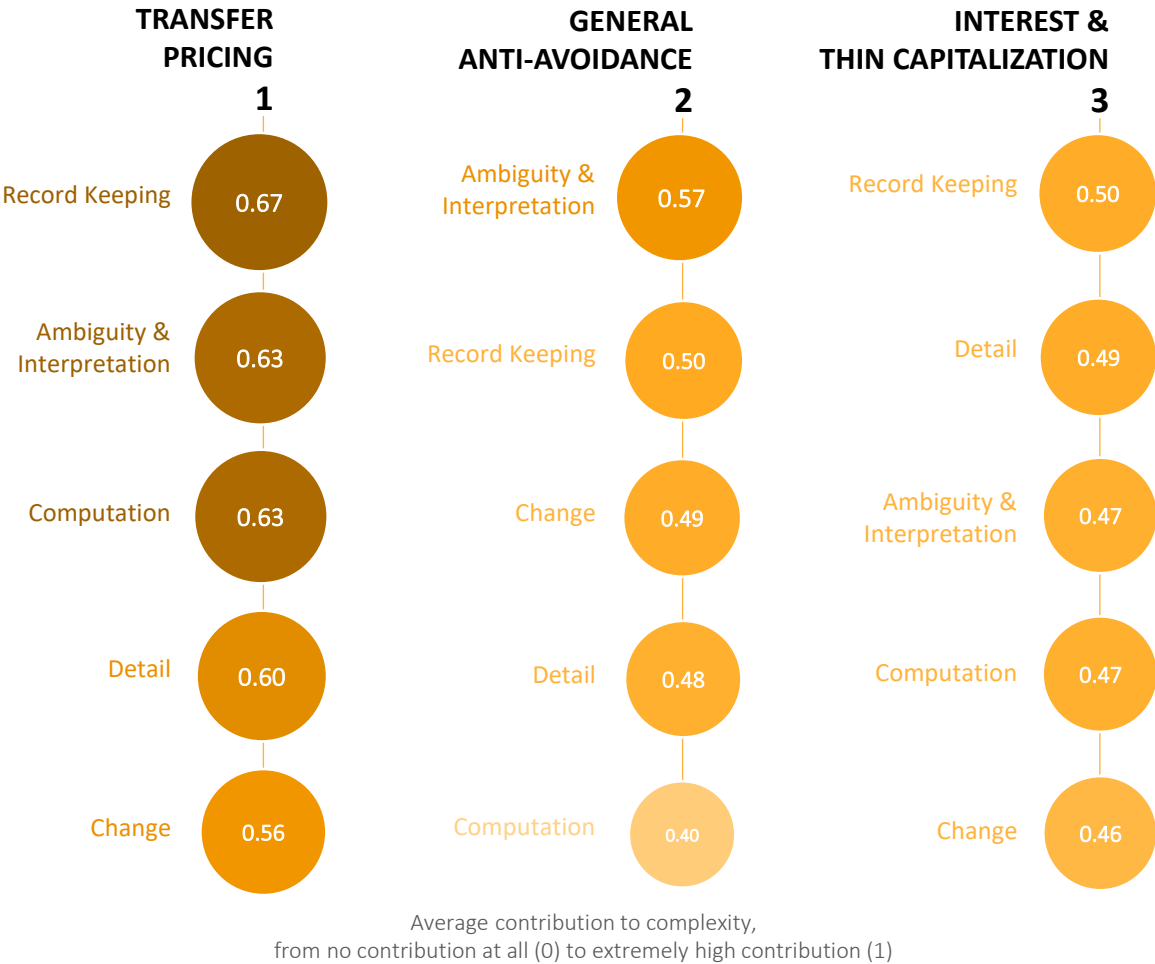 TRANSFER
PRICING
1
Record Keeping
0.67
Ambiguity &
Interpretation
0.63
Computation
0.63
Detail
0.60
Change
0.56
GENERAL
ANTI-AVOIDANCE
2
Ambiguity &
Interpretation
0.57
Record Keeping
0.50
Change
0.49
Detail
0.48
Computation
0.40
INTEREST &
THIN CAPITALIZATION
3
Record Keeping
0.50
Detail
0.49
Ambiguity &
Interpretation
0.47
Computation
0.47
Change
0.46
Average contribution to complexity,
from no contribution at all (0) to extremely high contribution (1)